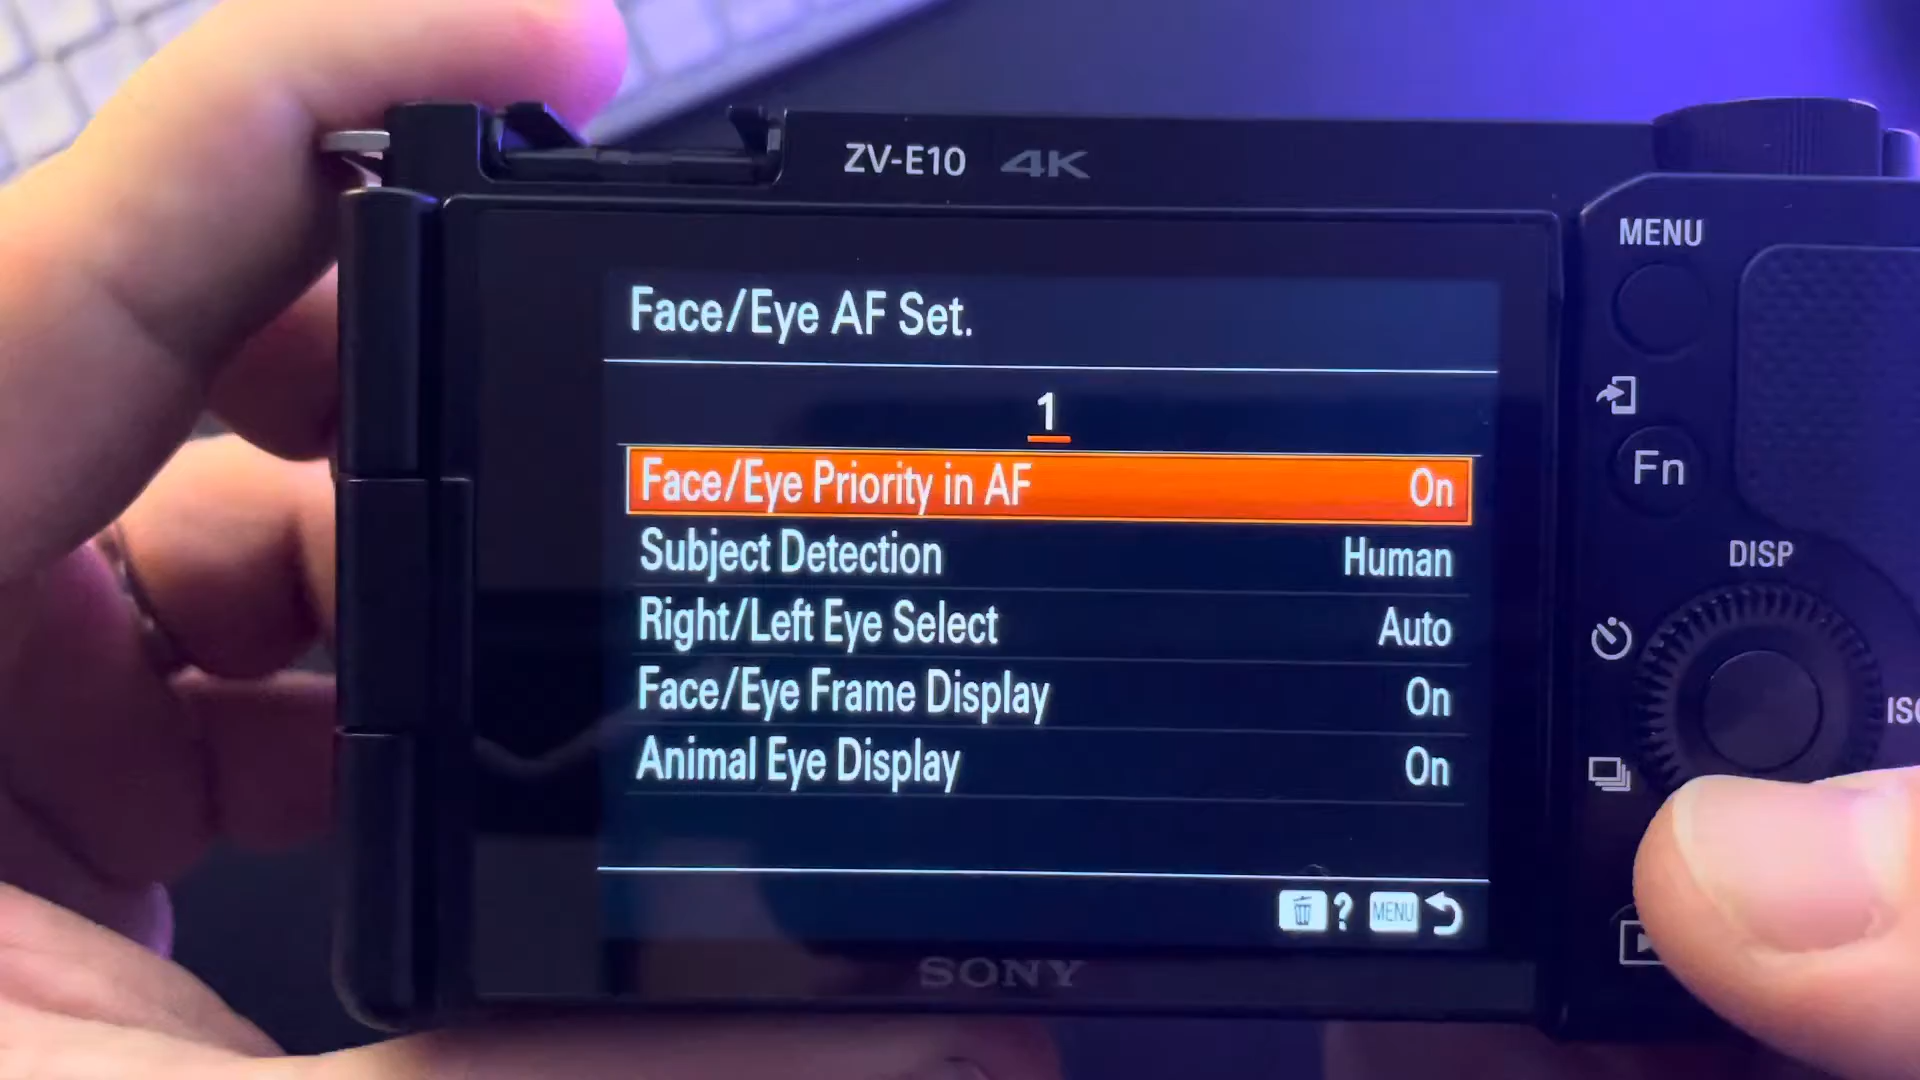 ZV-E10 4K
MENU
Face/Eye AF Set.
1
Face/Eye Priority in AF On
Fn
Subject Detection Human
DISP
Right/Left Eye Select Auto
Face/Eye Frame Display On
ISO
Animal Eye Display On
? MENU
SONY